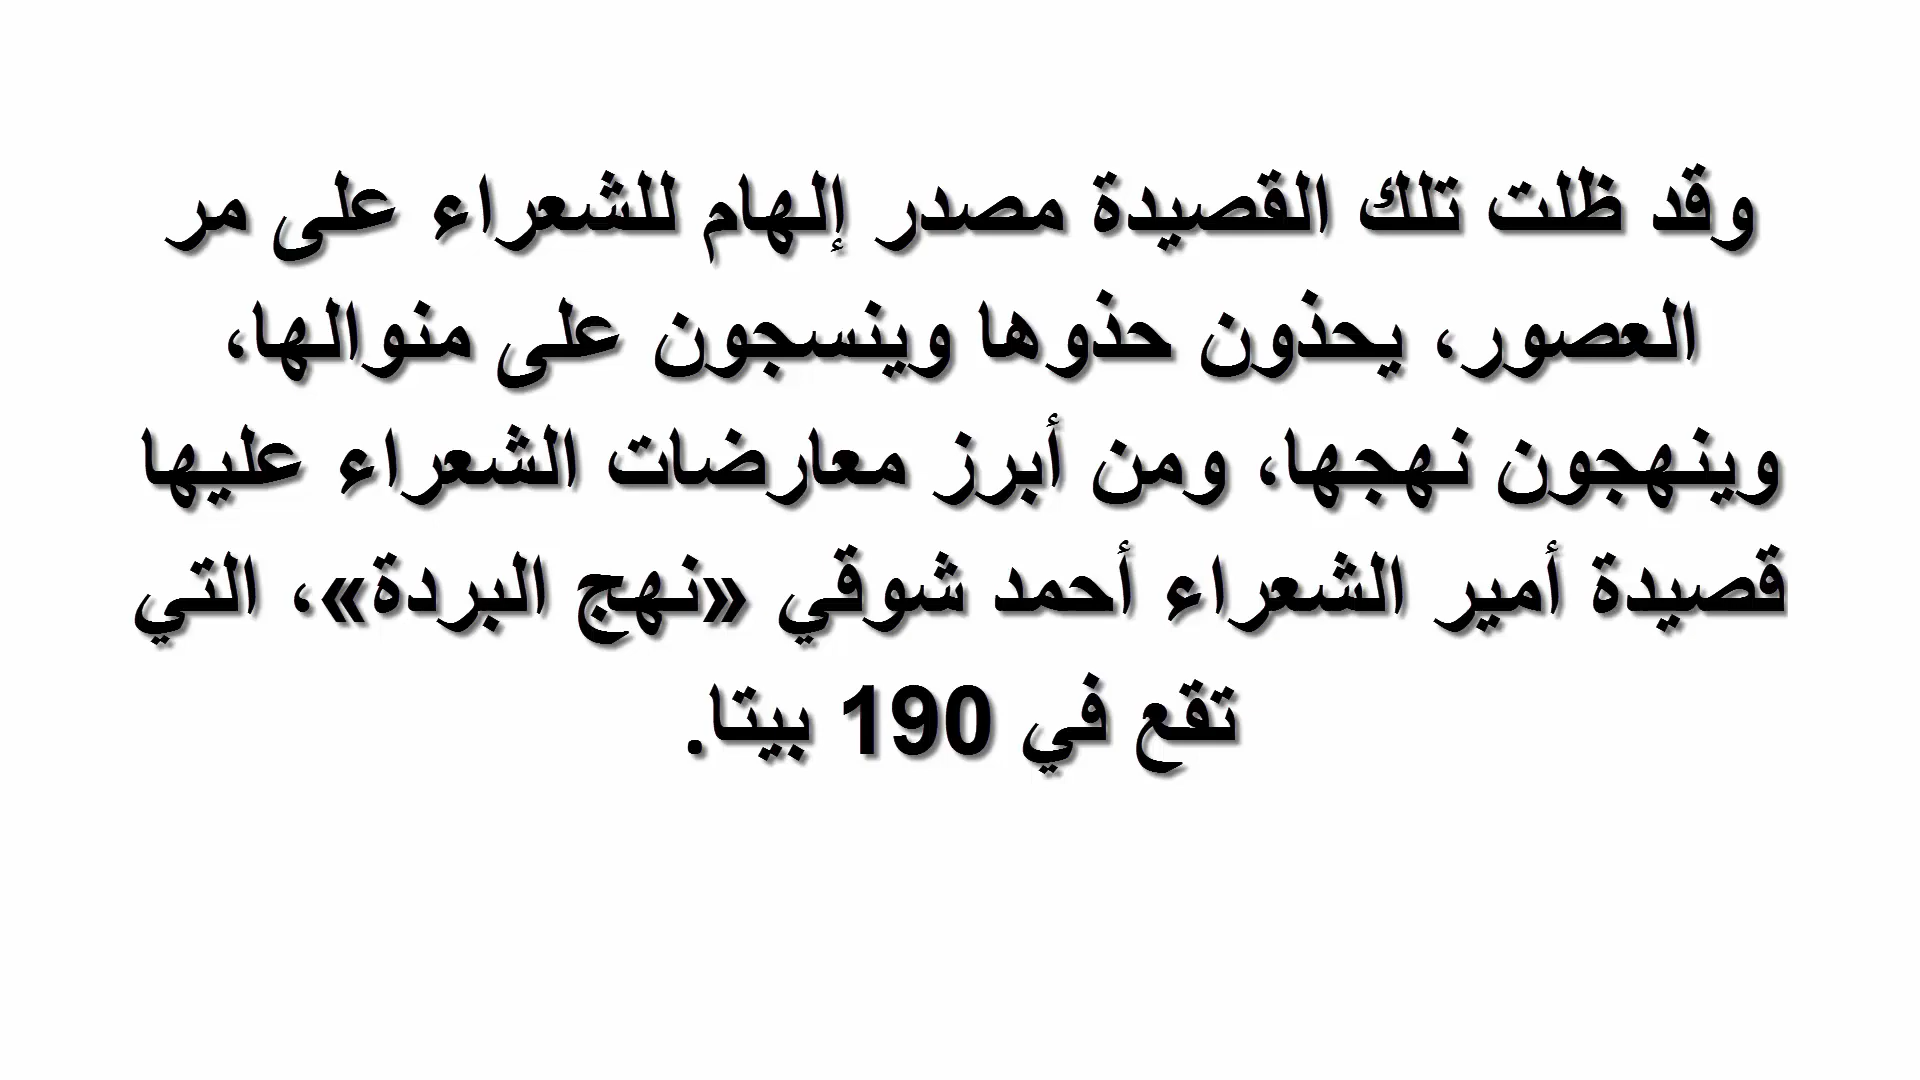 وقد ظلت تلك القصيدة مصدر إلهام للشعراء على مر
العصور، يحذون حذوها وينسجون على منوالها،
وينهجون نهجها، ومن أبرز معارضات الشعراء عليها
قصيدة أمير الشعراء أحمد شوقي «نهج البردة»، التي
تقع في 190 بيتا.